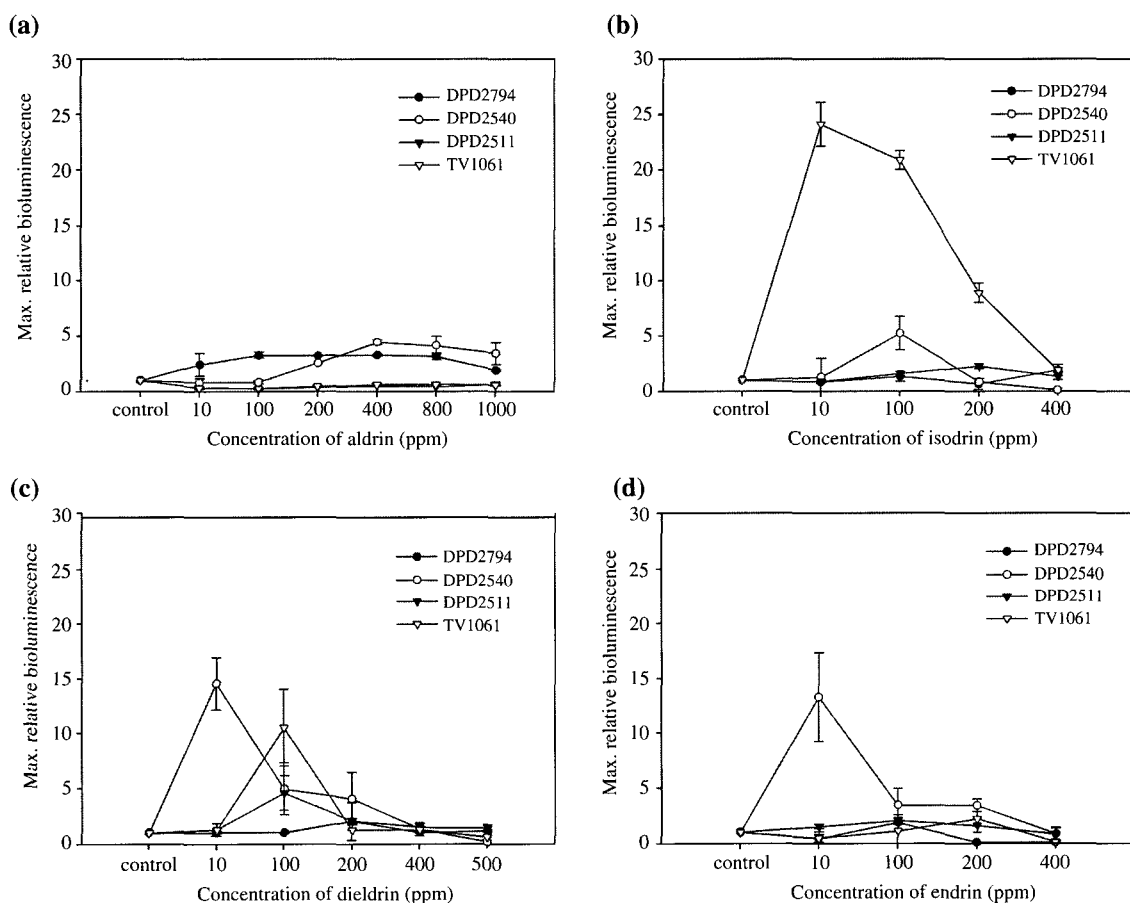 (a)
30
25
20
15
10
5
0
Max. relative bioluminescence
DPD2794
DPD2540
DPD2511
TV1061
control 10 100 200 400 800 1000
Concentration of aldrin (ppm)
(b)
30
25
20
15
10
5
0
Max. relative bioluminescence
DPD2794
DPD2540
DPD2511
TV1061
control 10 100 200 400
Concentration of isodrin (ppm)
(c)
30
25
20
15
10
5
0
Max. relative bioluminescence
DPD2794
DPD2540
DPD2511
TV1061
control 10 100 200 400 500
Concentration of dieldrin (ppm)
(d)
30
25
20
15
10
5
0
Max. relative bioluminescence
DPD2794
DPD2540
DPD2511
TV1061
control 10 100 200 400
Concentration of endrin (ppm)